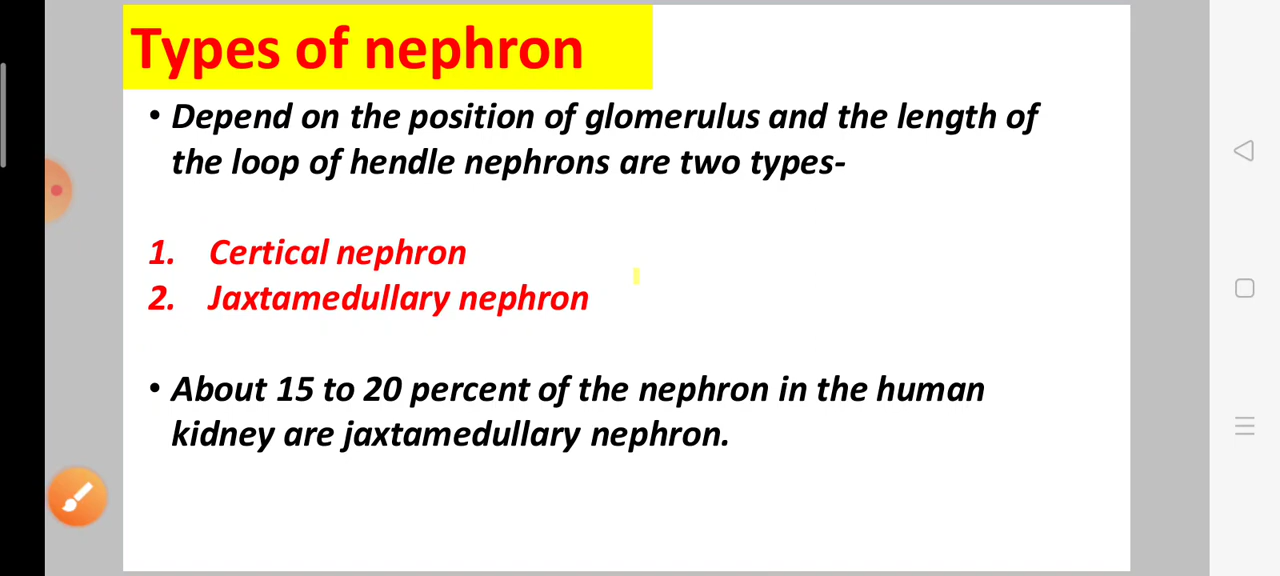 Types of nephron
• Depend on the position of glomerulus and the length of
the loop of hendle nephrons are two types-
1. Certical nephron
2. Jaxtamedullary nephron
• About 15 to 20 percent of the nephron in the human
kidney are jaxtamedullary nephron.